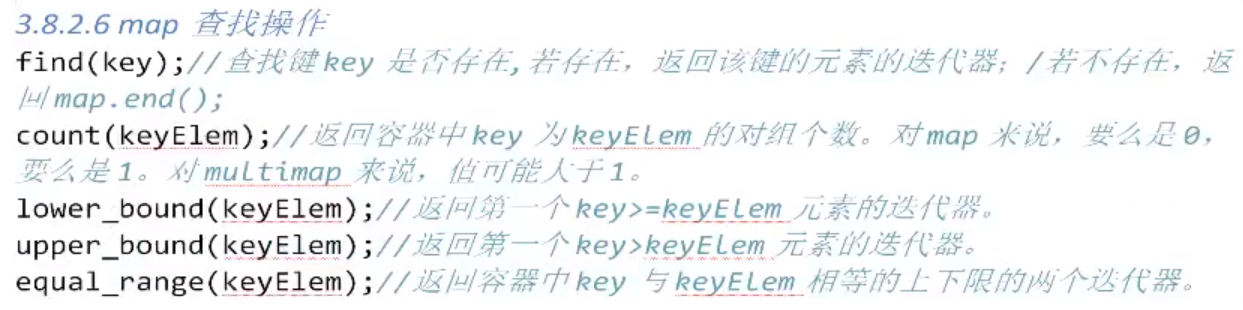 3.8.2.6 map 查找操作
find(key);//查找键key 是否存在,若存在，返回该键的元素的迭代器；/若不存在，返
回map.end();
count(keyElem);//返回容器中key 为keyElem 的对组个数。对map 来说，要么是0，
要么是1。对multimap 来说，值可能大于1。
lower_bound(keyElem);//返回第一个key>=keyElem 元素的迭代器。
upper_bound(keyElem);//返回第一个key>keyElem 元素的迭代器。
equal_range(keyElem);//返回容器中key 与keyElem 相等的上下限的两个迭代器。